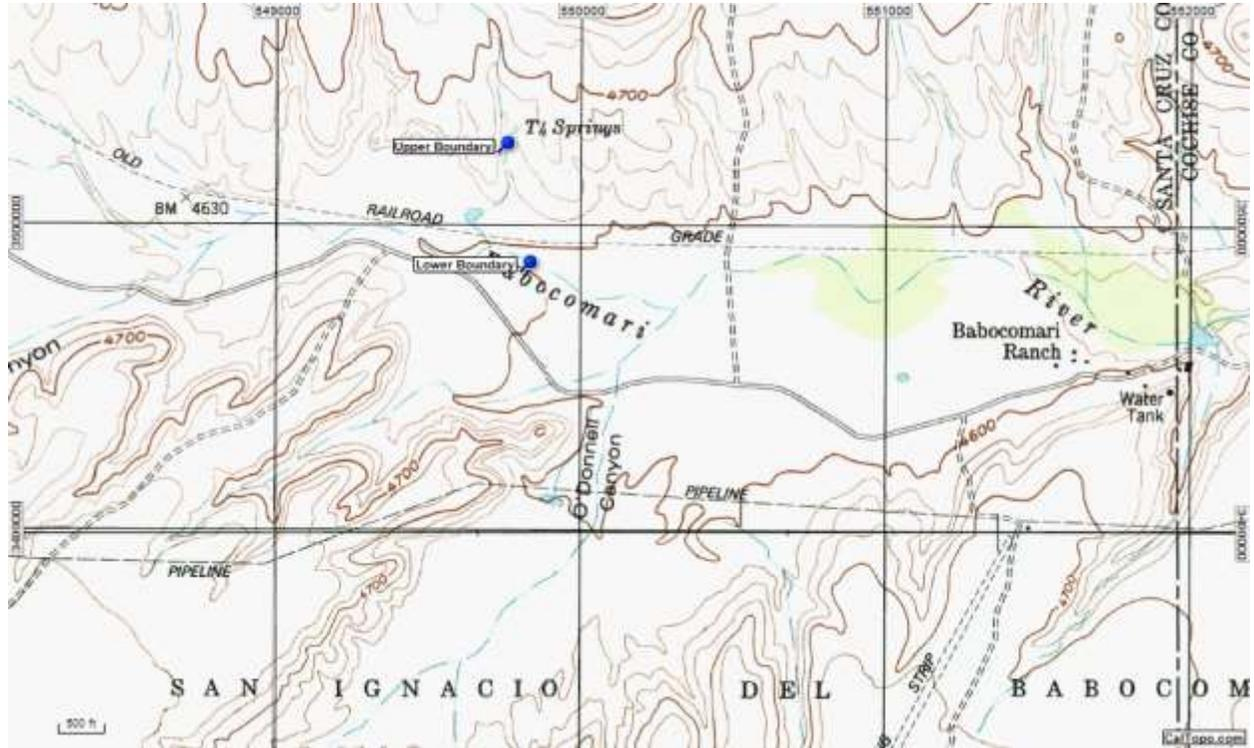 549000
550000
551000
552000
4700
4700
SANTA CRUZ CO
COCHISE CO
T4 Springs
Upper Boundary
OLD
BM 4630
RAILROAD
GRADE
3500000
Lower Boundary
Babocomari
River
Babocomari
Ranch
nyon
4700
Water
Tank
4600
4700
O'Donnell
Canyon
PIPELINE
PIPELINE
4700
4700
STRIP
SAN IGNACIO DEL BABOCOM
500 ft
CalTopo.com